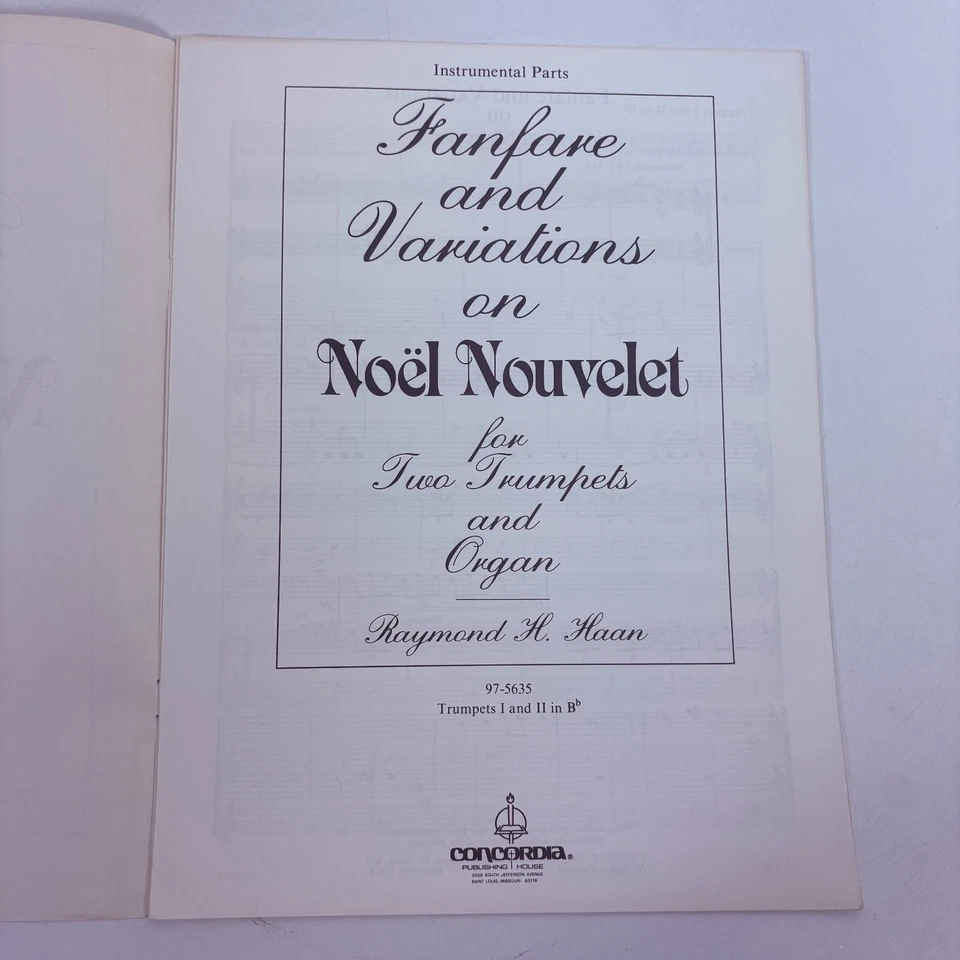 Instrumental Parts
Fanfare
and
Variations
on
Noël Nouvelet
for
Two Trumpets
and
Organ
Raymond H. Haan
97-5635
Trumpets I and II in B♭
CONCORDIA®
PUBLISHING HOUSE
3558 SOUTH JEFFERSON AVENUE
SAINT LOUIS, MISSOURI 63118